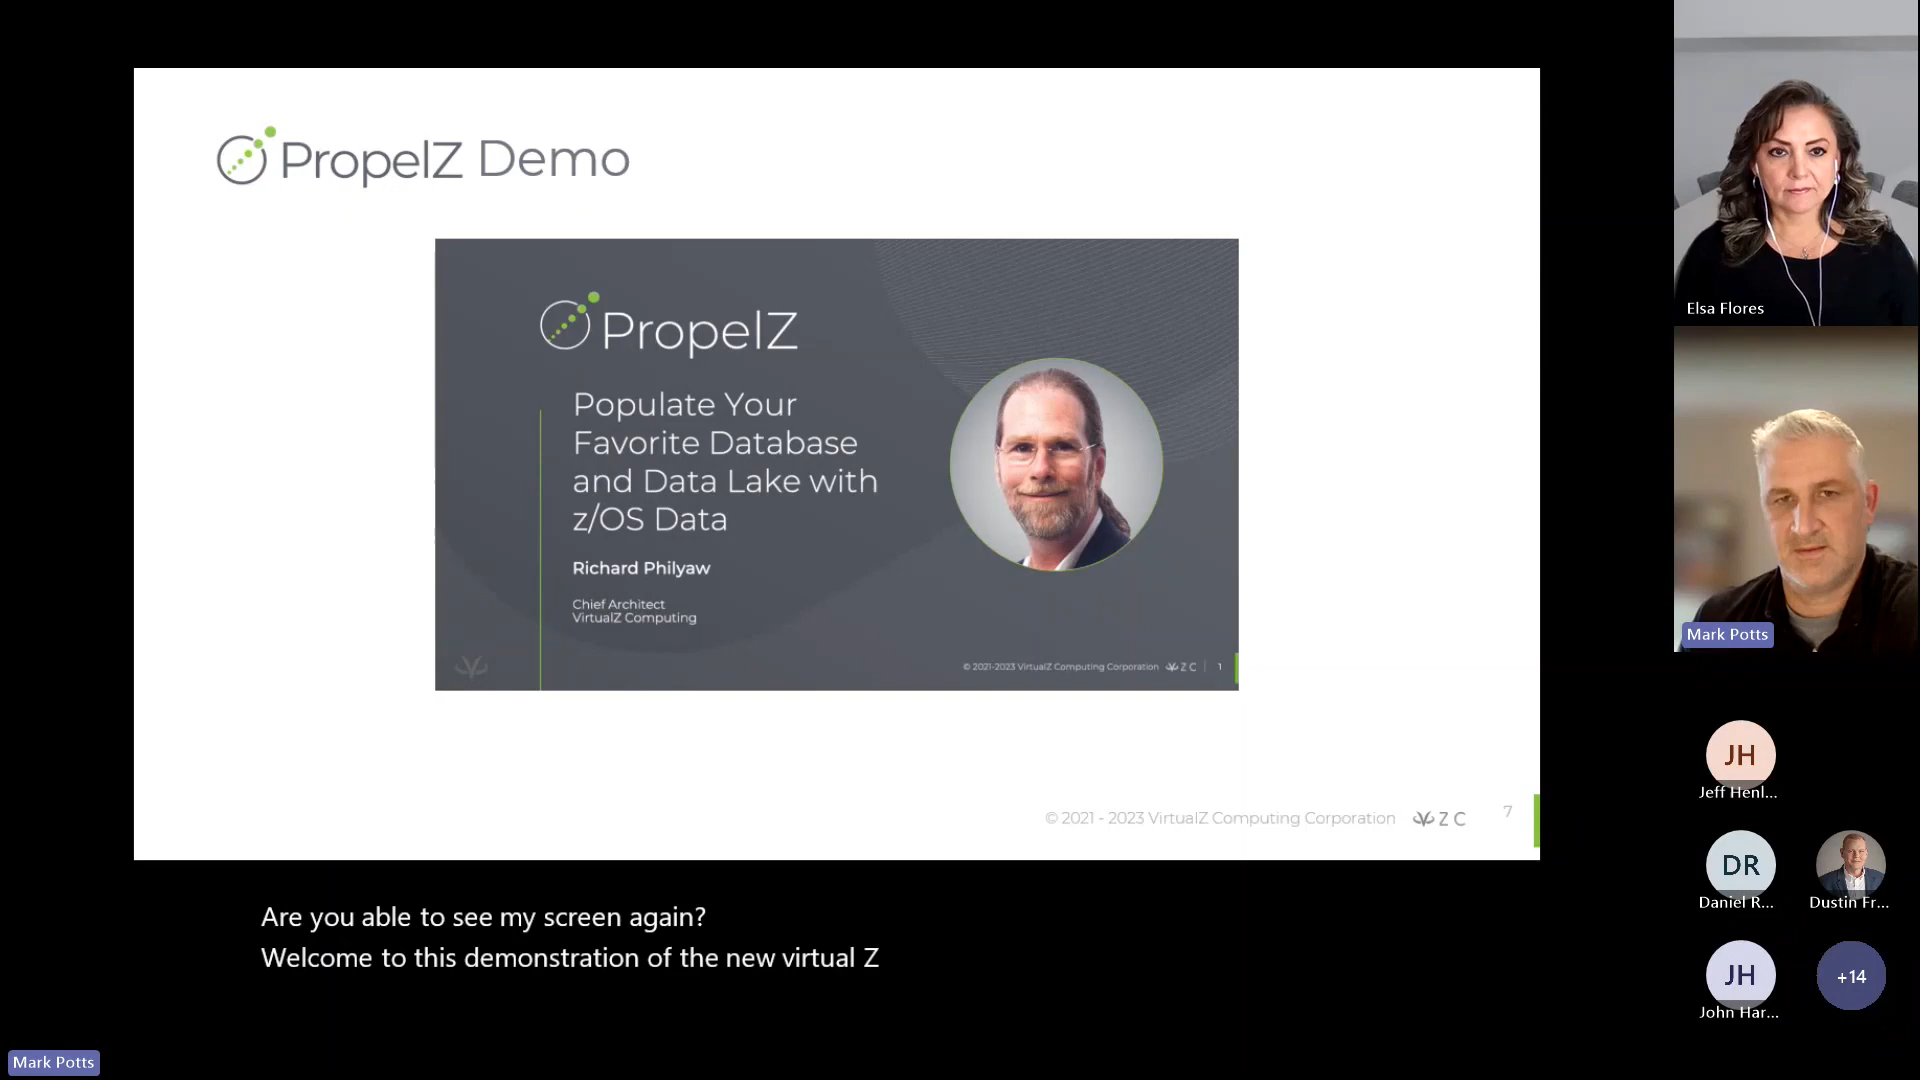 PropelZ Demo
PropelZ
Populate Your
Favorite Database
and Data Lake with
z/OS Data
Richard Philyaw
Chief Architect
VirtualZ Computing
© 2021-2023 VirtualZ Computing Corporation VZC | 1
© 2021 - 2023 VirtualZ Computing Corporation VZC 7
Are you able to see my screen again?
Welcome to this demonstration of the new virtual Z
Mark Potts
Elsa Flores
Mark Potts
JH
Jeff Henl...
DR
Daniel R...
Dustin Fr...
JH
John Har...
+14